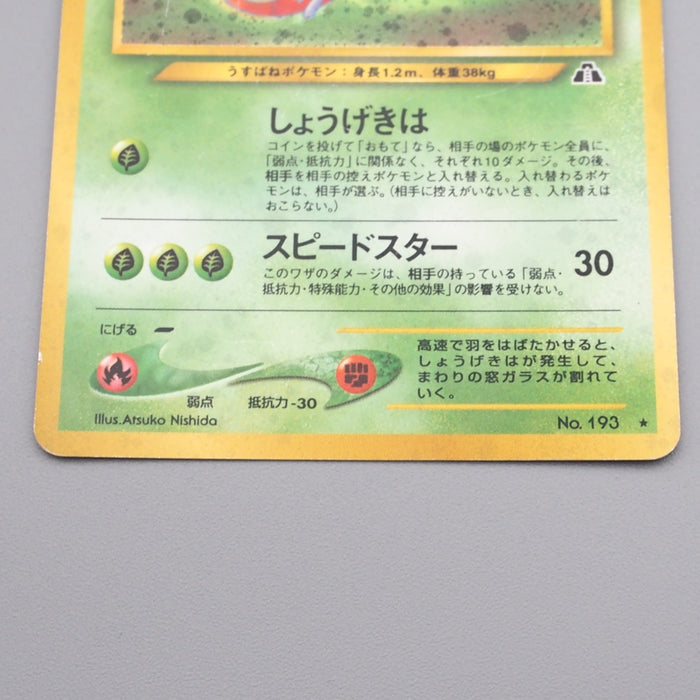 うすばねポケモン：身長1.2m、体重38kg
しょうげきは
コインを投げて「おもて」なら、相手の場のポケモン全員に、
「弱点・抵抗力」に関係なく、それぞれ10ダメージ。その後、
相手を相手の控えポケモンと入れ替える。入れ替わるポケ
モンは、相手が選ぶ。（相手に控えがいないとき、入れ替えは
おこらない。）
スピードスター 30
このワザのダメージは、相手の持っている「弱点・
抵抗力・特殊能力・その他の効果」の影響を受けない。
にげる
弱点
抵抗力 -30
高速で羽をはばたかせると、
しょうげきはが発生して、
まわりの窓ガラスが割れて
いく。
Illus.Atsuko Nishida
No. 193 ★